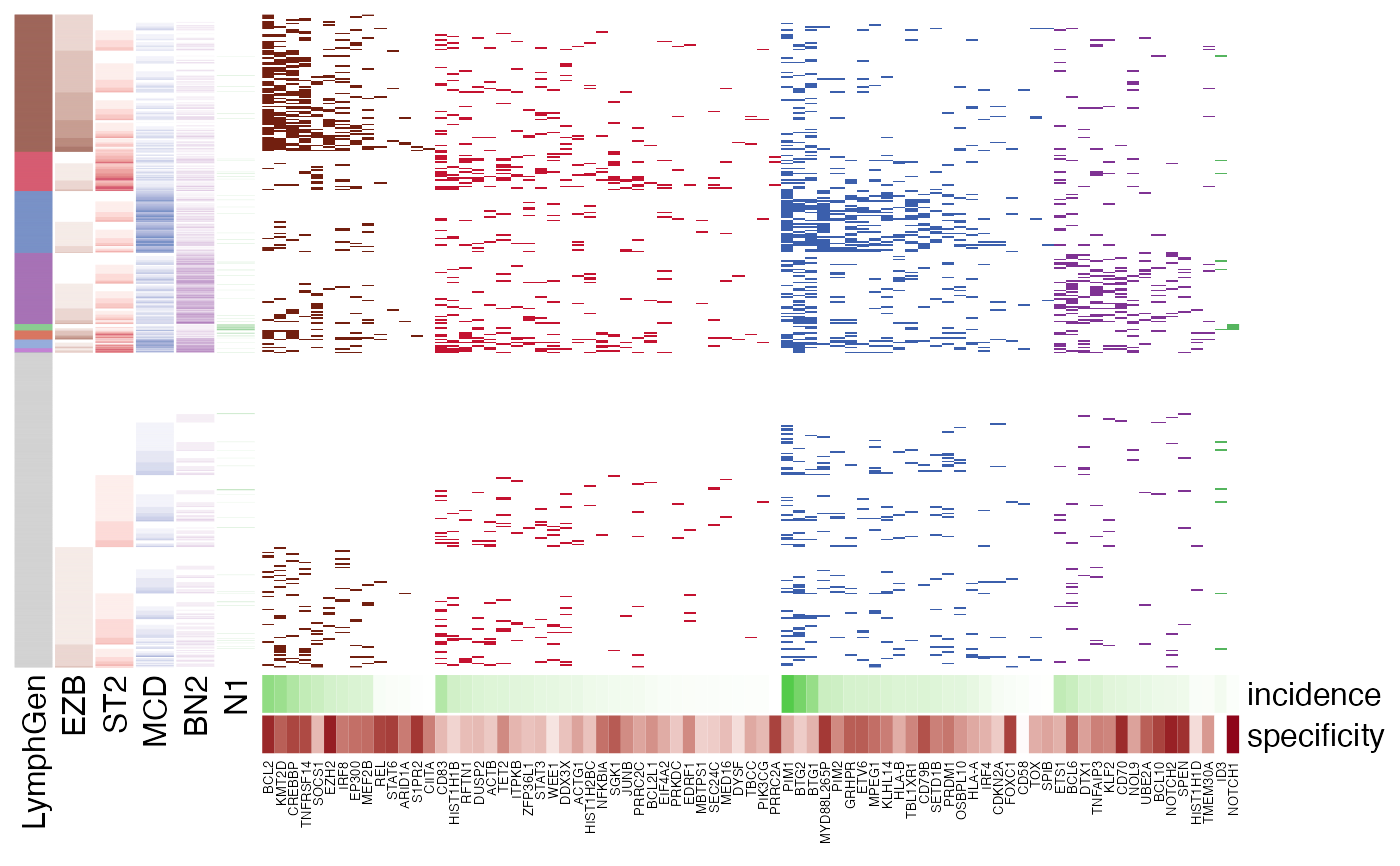 incidence
specificity
LymphGen
EZB
ST2
MCD
BN2
N1
BCL2
KMT2D
CREBBP
TNFRSF14
SOCS1
EZH2
IRF8
EP300
MEF2B
REL
STAT6
ARID1A
S1PR2
CIITA
CD83
HIST1H1B
RFTN1
DUSP2
ACTB
TET2
ITPKB
ZFP36L1
STAT3
WEE1
DDX3X
ACTG1
HIST1H2BC
NFKBIA
SGK1
JUNB
PRRC2C
BCL2L1
EIF4A2
PRKDC
EDRF1
MBTPS1
SEC24C
MED16
DYSF
TBCC
PIK3CG
PRRC2A
PIM1
BTG2
BTG1
MYD88L265P
PIM2
GRHPR
ETV6
MPEG1
KLHL14
HLA-B
TBL1XR1
CD79B
SETD1B
PRDM1
OSBPL10
HLA-A
IRF4
CDKN2A
FOXC1
CD58
TOX
SPIB
ETS1
BCL6
DTX1
TNFAIP3
KLF2
CD70
NOL9
UBE2A
BCL10
NOTCH2
SPEN
HIST1H1D
TMEM30A
ID3
NOTCH1